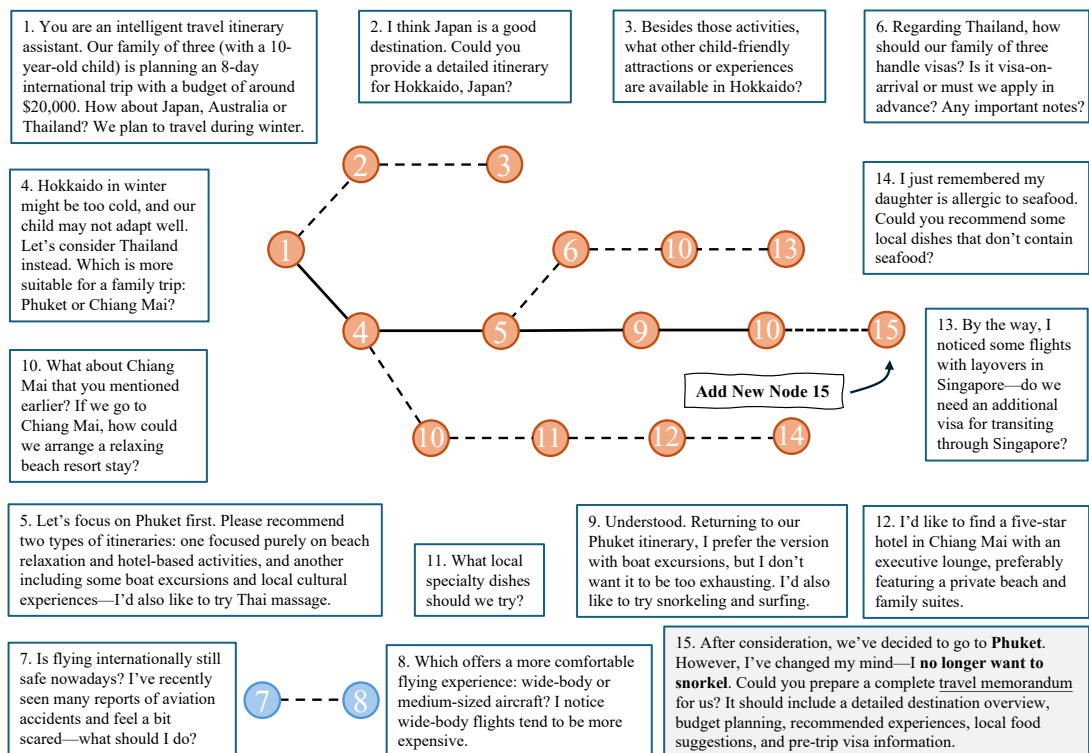 1. You are an intelligent travel itinerary
assistant. Our family of three (with a 10-
year-old child) is planning an 8-day
international trip with a budget of around
$20,000. How about Japan, Australia or
Thailand? We plan to travel during winter.
2. I think Japan is a good
destination. Could you
provide a detailed itinerary
for Hokkaido, Japan?
3. Besides those activities,
what other child-friendly
attractions or experiences
are available in Hokkaido?
6. Regarding Thailand, how
should our family of three
handle visas? Is it visa-on-
arrival or must we apply in
advance? Any important notes?
4. Hokkaido in winter
might be too cold, and our
child may not adapt well.
Let's consider Thailand
instead. Which is more
suitable for a family trip:
Phuket or Chiang Mai?
2
3
14. I just remembered my
daughter is allergic to seafood.
Could you recommend some
local dishes that don't contain
seafood?
1
6
10
13
4
5
9
10
15
Add New Node 15
10
11
12
14
13. By the way, I
noticed some flights
with layovers in
Singapore—do we
need an additional
visa for transiting
through Singapore?
10. What about Chiang
Mai that you mentioned
earlier? If we go to
Chiang Mai, how could
we arrange a relaxing
beach resort stay?
5. Let's focus on Phuket first. Please recommend
two types of itineraries: one focused purely on beach
relaxation and hotel-based activities, and another
including some boat excursions and local cultural
experiences—I'd also like to try Thai massage.
11. What local
specialty dishes
should we try?
9. Understood. Returning to our
Phuket itinerary, I prefer the version
with boat excursions, but I don't
want it to be too exhausting. I'd also
like to try snorkeling and surfing.
12. I'd like to find a five-star
hotel in Chiang Mai with an
executive lounge, preferably
featuring a private beach and
family suites.
7. Is flying internationally still
safe nowadays? I've recently
seen many reports of aviation
accidents and feel a bit
scared—what should I do?
7
8
8. Which offers a more comfortable
flying experience: wide-body or
medium-sized aircraft? I notice
wide-body flights tend to be more
expensive.
15. After consideration, we've decided to go to Phuket.
However, I've changed my mind—I no longer want to
snorkel. Could you prepare a complete travel memorandum
for us? It should include a detailed destination overview,
budget planning, recommended experiences, local food
suggestions, and pre-trip visa information.